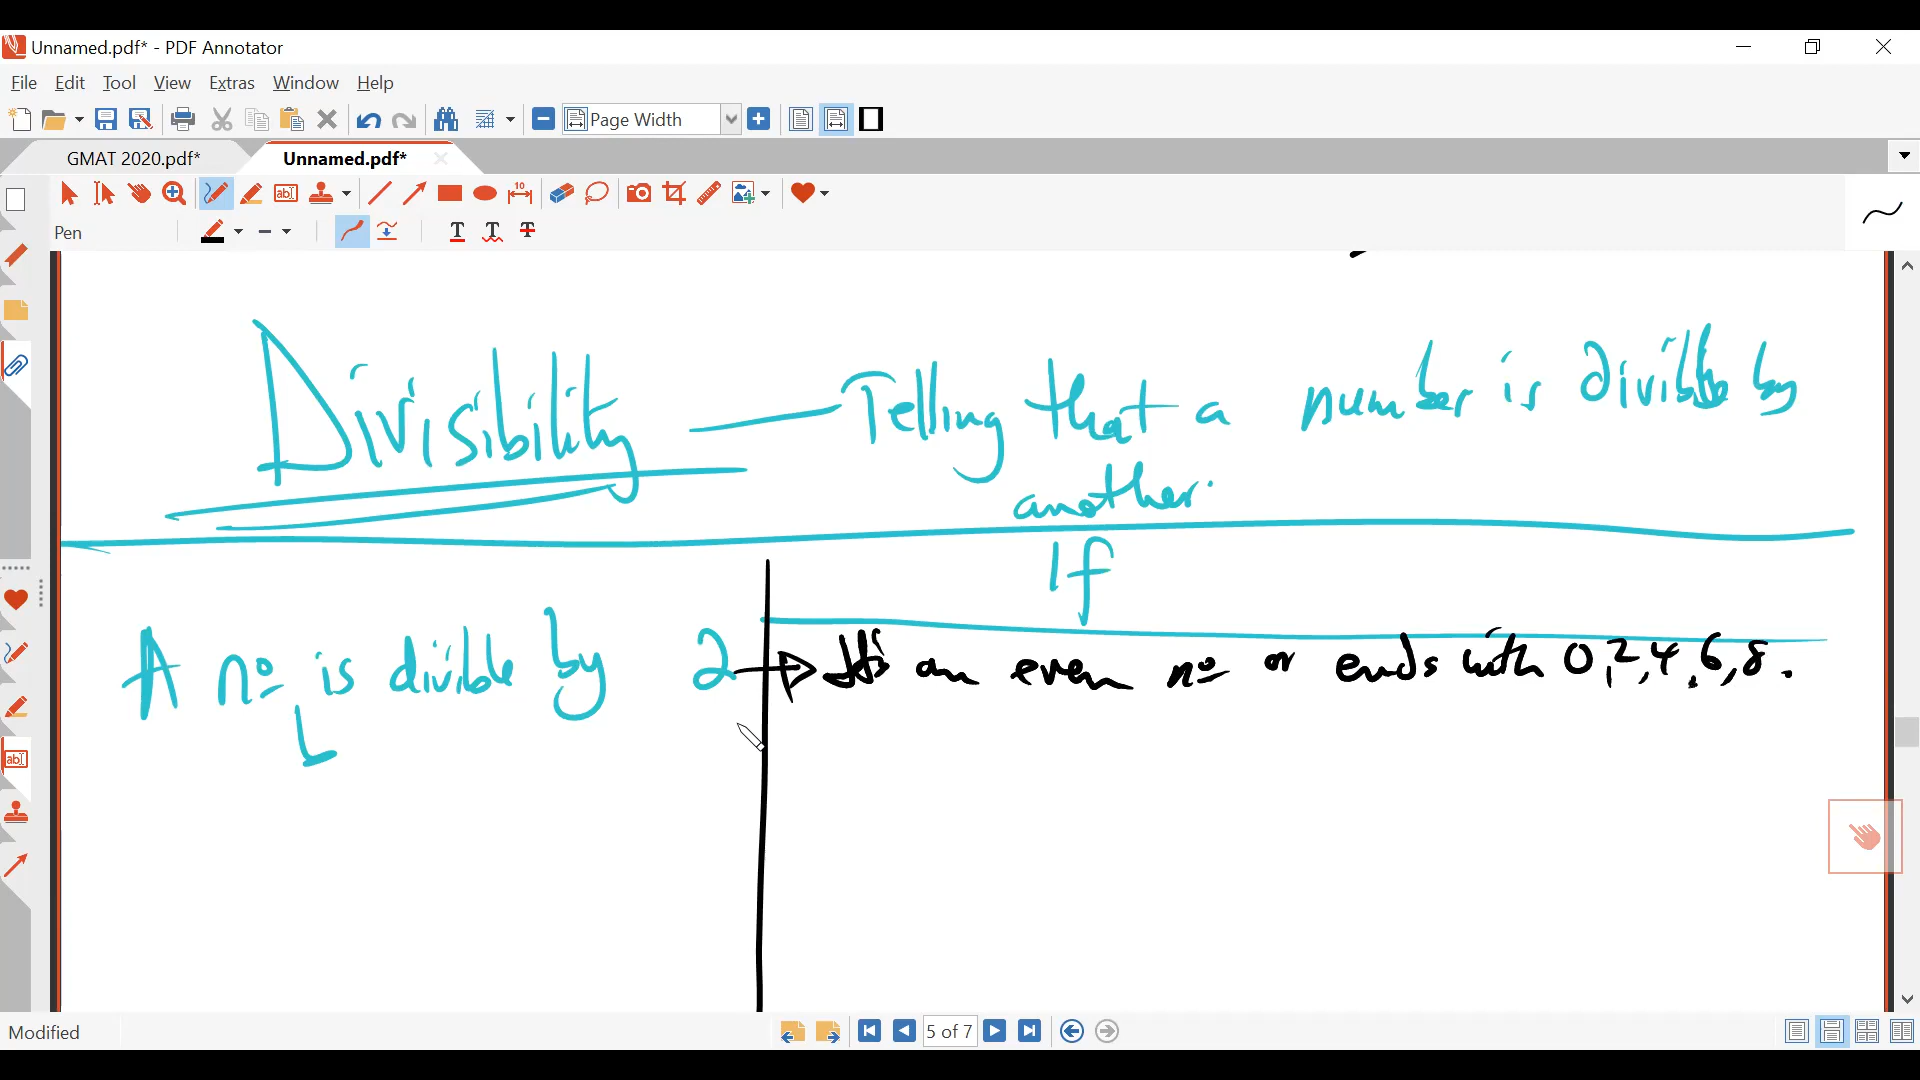 Unnamed.pdf* - PDF Annotator
File Edit Tool View Extras Window Help
Page Width
GMAT 2020.pdf* Unnamed.pdf*
Pen
Divisibility — Telling that a number is divible by
another.
If
A nº is divible by 2 → It's an even nº or ends with 0,2,4,6,8.
Modified
5 of 7